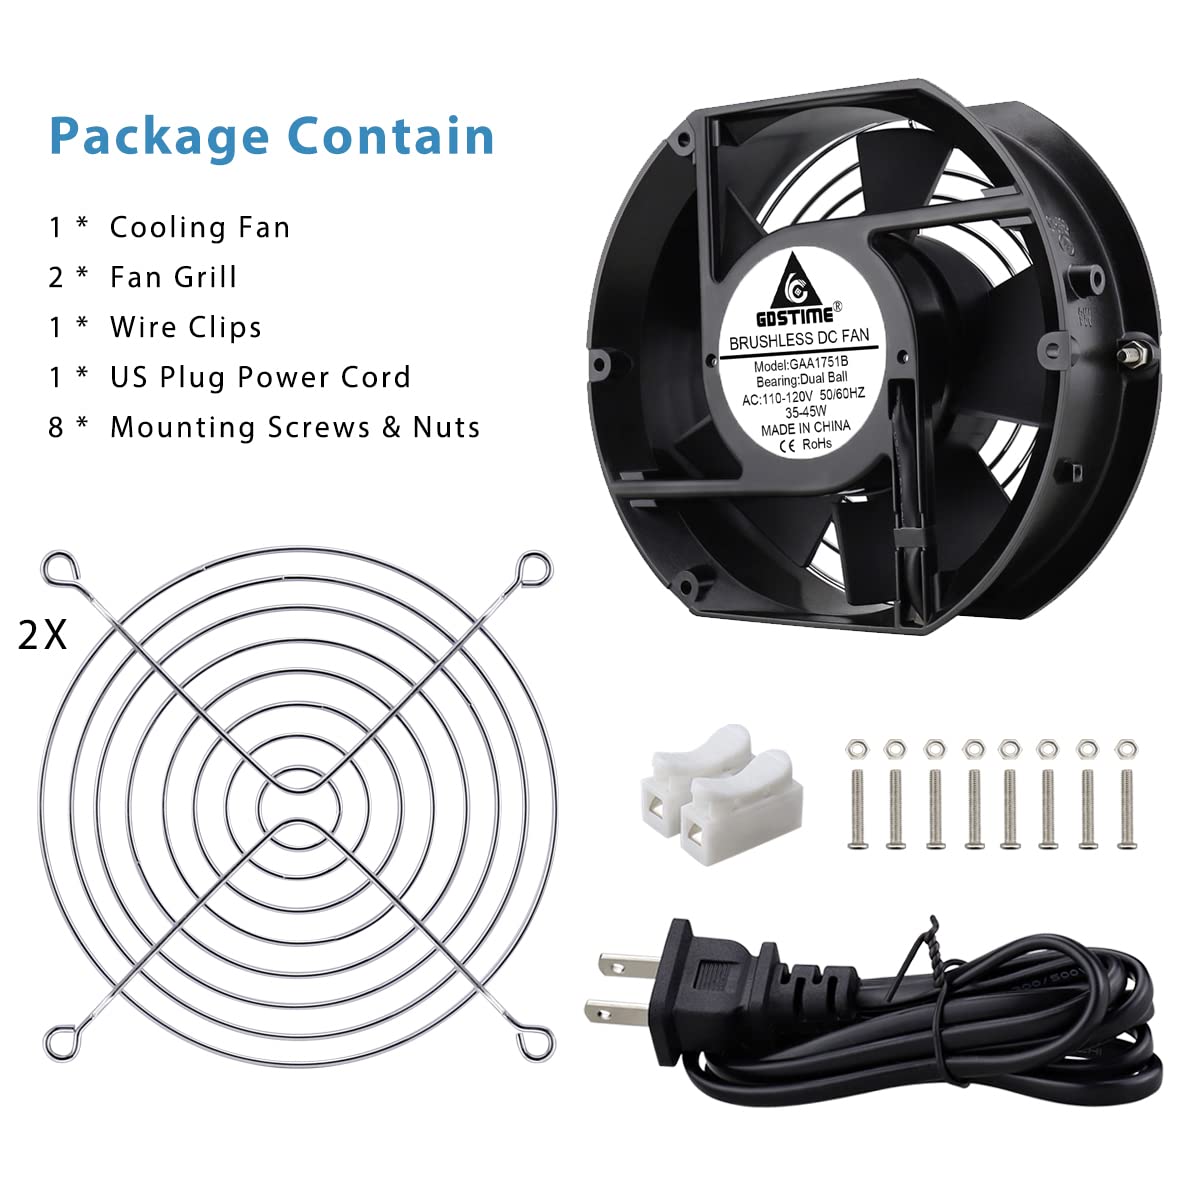 Package Contain
1 * Cooling Fan
2 * Fan Grill
1 * Wire Clips
1 * US Plug Power Cord
8 * Mounting Screws & Nuts
GDSTIME®
BRUSHLESS DC FAN
Model:GAA1751B
Bearing:Dual Ball
AC:110-120V 50/60HZ
35-45W
MADE IN CHINA
CE RoHs
2X